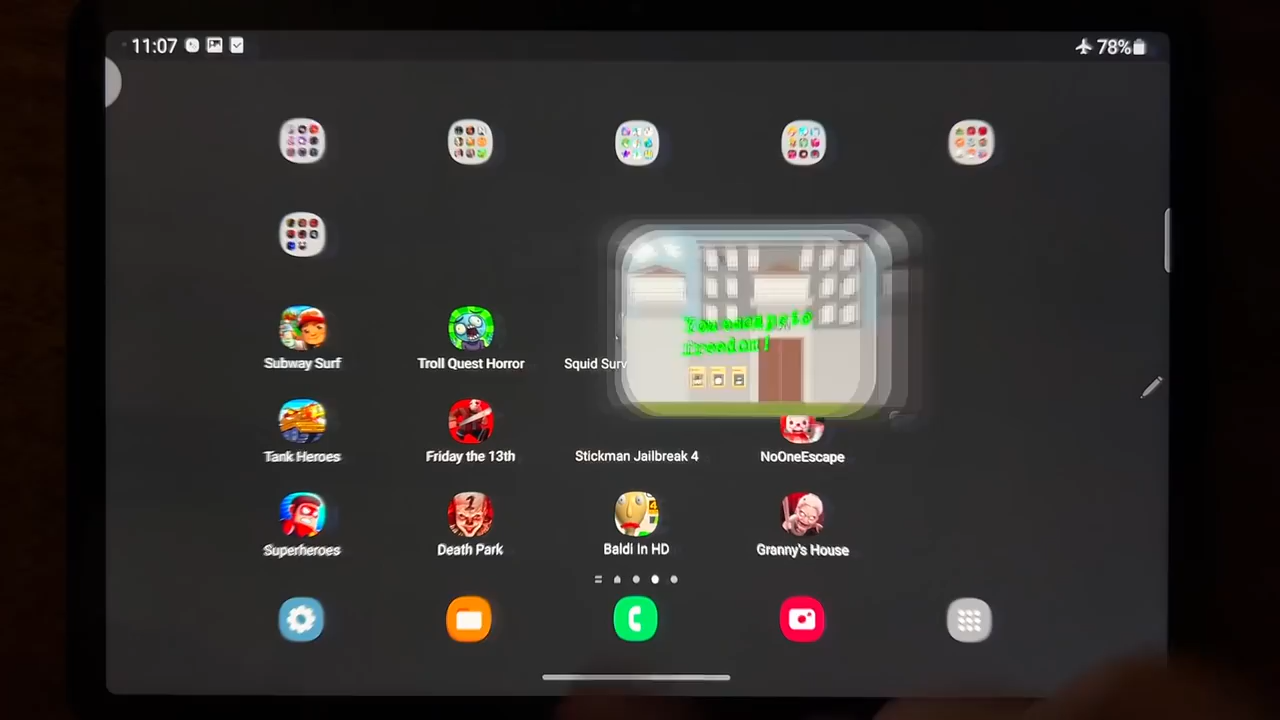 11:07
78%
Subway Surf
Troll Quest Horror
Squid Surv
freedom!
Tank Heroes
Friday the 13th
Stickman Jailbreak 4
NoOneEscape
Superheroes
Death Park
Baldi In HD
Granny's House